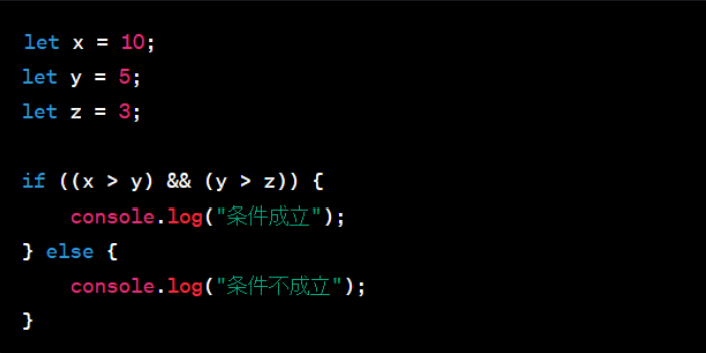 let x = 10;
let y = 5;
let z = 3;

if ((x > y) && (y > z)) {
    console.log("条件成立");
} else {
    console.log("条件不成立");
}